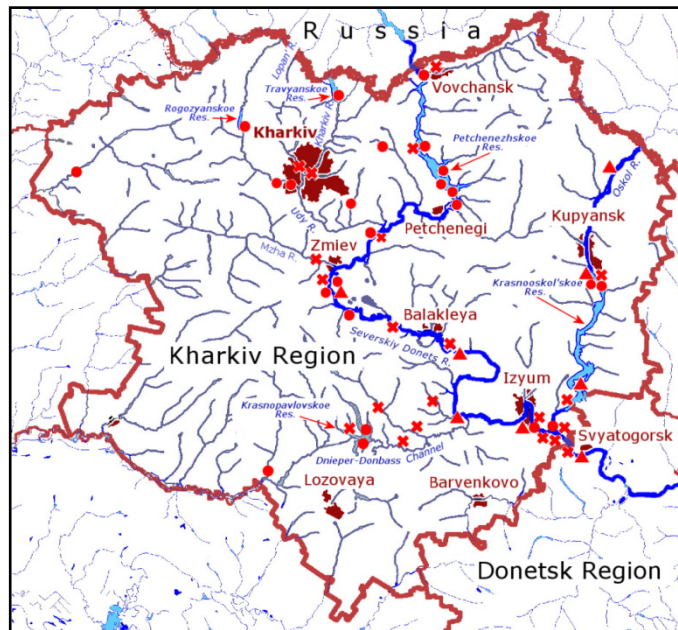 Russia
Lopan R.
Travyanskoe
Res.
Vovchansk
Rogozyanskoe
Res.
Kharkiv R.
Kharkiv
Petchenezhskoe
Res.
Oskol R.
Udy R.
Petchenegi
Kupyansk
Zmiev
Mzha R.
Krasnooskol'skoe
Res.
Balakleya
Severskiy Donets R.
Kharkiv Region
Izyum
Krasnopavlovskoe
Res.
Svyatogorsk
Dnieper-Donbass Channel
Lozovaya
Barvenkovo
Donetsk Region